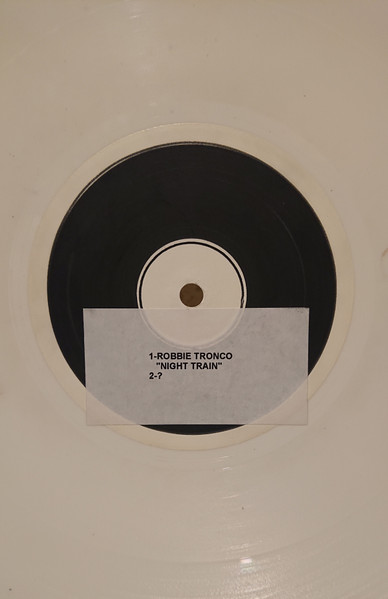 1-ROBBIE TRONCO
"NIGHT TRAIN"
2-?